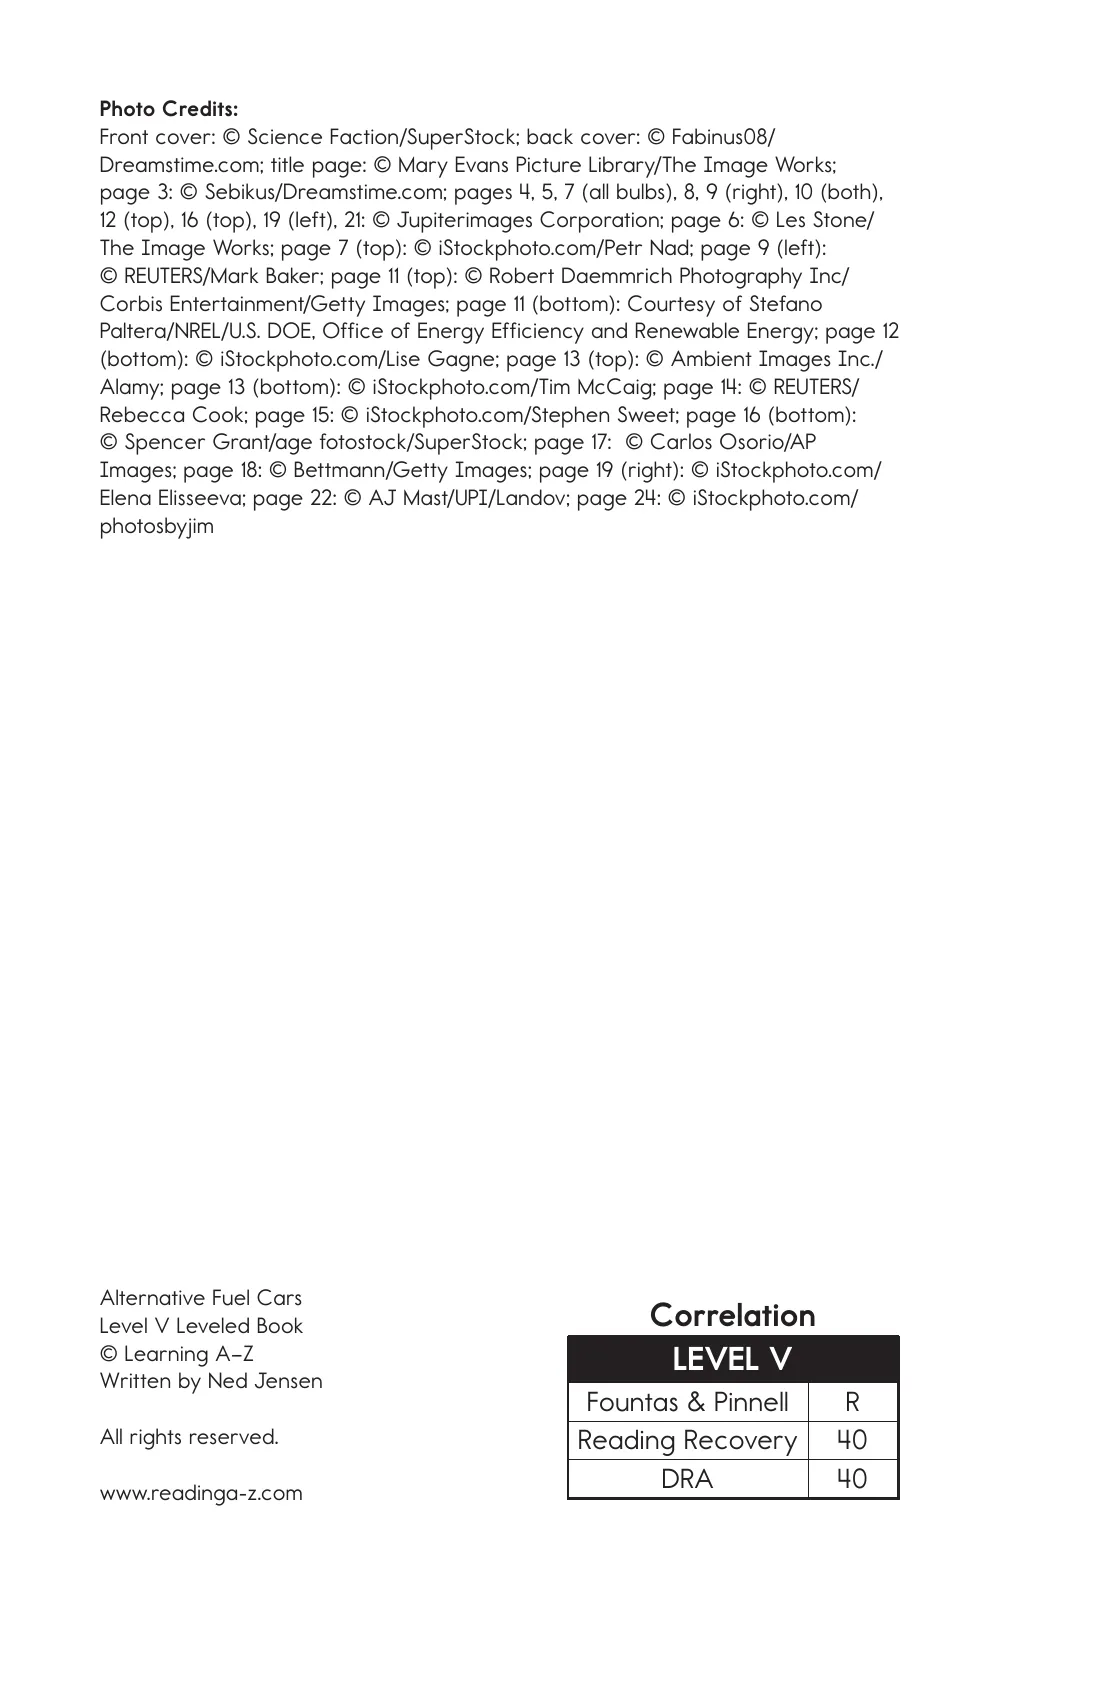 Photo Credits:
Front cover: © Science Faction/SuperStock; back cover: © Fabinus08/
Dreamstime.com; title page: © Mary Evans Picture Library/The Image Works;
page 3: © Sebikus/Dreamstime.com; pages 4, 5, 7 (all bulbs), 8, 9 (right), 10 (both),
12 (top), 16 (top), 19 (left), 21: © Jupiterimages Corporation; page 6: © Les Stone/
The Image Works; page 7 (top): © iStockphoto.com/Petr Nad; page 9 (left):
© REUTERS/Mark Baker; page 11 (top): © Robert Daemmrich Photography Inc/
Corbis Entertainment/Getty Images; page 11 (bottom): Courtesy of Stefano
Paltera/NREL/U.S. DOE, Office of Energy Efficiency and Renewable Energy; page 12
(bottom): © iStockphoto.com/Lise Gagne; page 13 (top): © Ambient Images Inc./
Alamy; page 13 (bottom): © iStockphoto.com/Tim McCaig; page 14: © REUTERS/
Rebecca Cook; page 15: © iStockphoto.com/Stephen Sweet; page 16 (bottom):
© Spencer Grant/age fotostock/SuperStock; page 17:  © Carlos Osorio/AP
Images; page 18: © Bettmann/Getty Images; page 19 (right): © iStockphoto.com/
Elena Elisseeva; page 22: © AJ Mast/UPI/Landov; page 24: © iStockphoto.com/
photosbyjim
Alternative Fuel Cars
Level V Leveled Book
© Learning A–Z
Written by Ned Jensen
All rights reserved.
www.readinga-z.com
Correlation
LEVEL V
Fountas & Pinnell R
Reading Recovery 40
DRA 40